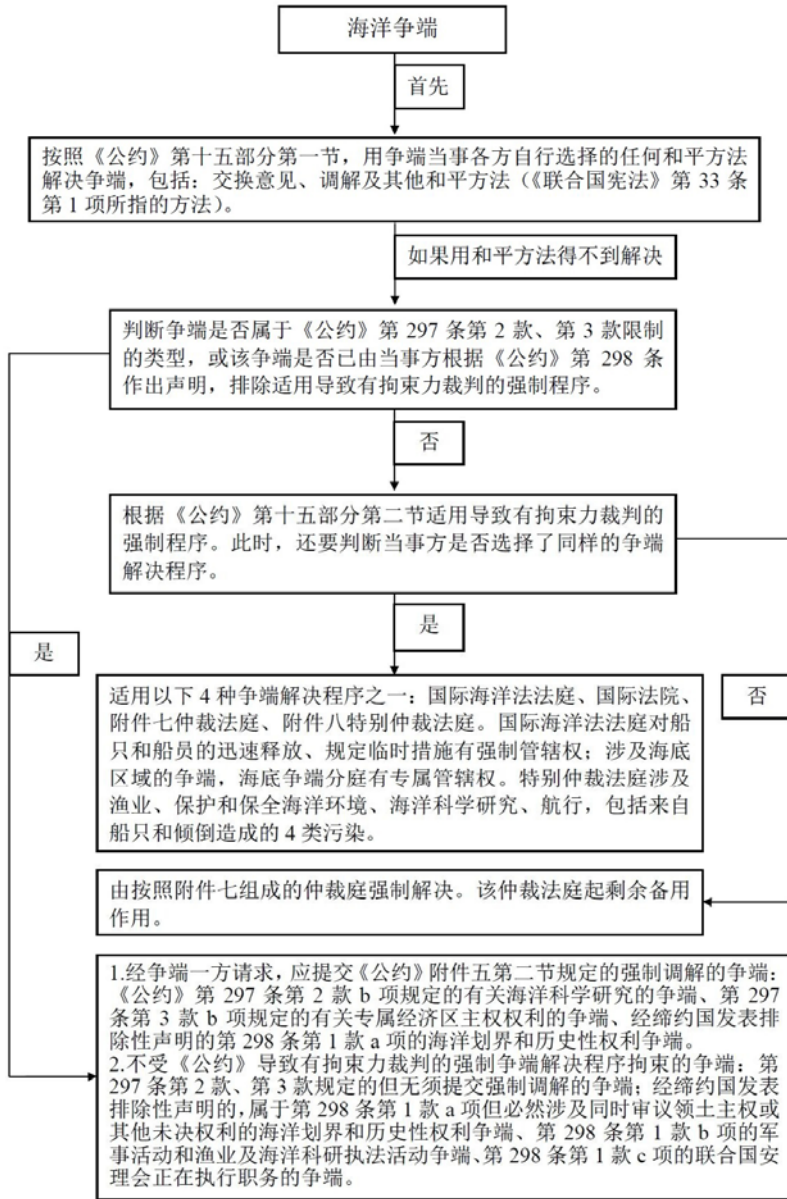 海洋争端
首先
按照《公约》第十五部分第一节，用争端当事各方自行选择的任何和平方法
解决争端，包括：交换意见、调解及其他和平方法（《联合国宪法》第 33 条
第 1 项所指的方法）。
如果用和平方法得不到解决
判断争端是否属于《公约》第 297 条第 2 款、第 3 款限制
的类型，或该争端是否已由当事方根据《公约》第 298 条
作出声明，排除适用导致有拘束力裁判的强制程序。
否
根据《公约》第十五部分第二节适用导致有拘束力裁判的
强制程序。此时，还要判断当事方是否选择了同样的争端
解决程序。
是
是
否
适用以下 4 种争端解决程序之一：国际海洋法法庭、国际法院、
附件七仲裁法庭、附件八特别仲裁法庭。国际海洋法法庭对船
只和船员的迅速释放、规定临时措施有强制管辖权；涉及海底
区域的争端，海底争端分庭有专属管辖权。特别仲裁法庭涉及
渔业、保护和保全海洋环境、海洋科学研究、航行，包括来自
船只和倾倒造成的 4 类污染。
由按照附件七组成的仲裁庭强制解决。该仲裁法庭起剩余备用
作用。
1.经争端一方请求，应提交《公约》附件五第二节规定的强制调解的争端：
《公约》第 297 条第 2 款 b 项规定的有关海洋科学研究的争端、第 297
条第 3 款 b 项规定的有关专属经济区主权权利的争端、经缔约国发表排
除性声明的第 298 条第 1 款 a 项的海洋划界和历史性权利争端。
2.不受《公约》导致有拘束力裁判的强制争端解决程序拘束的争端：第
297 条第 2 款、第 3 款规定的但无须提交强制调解的争端；经缔约国发表
排除性声明的，属于第 298 条第 1 款 a 项但必然涉及同时审议领土主权或
其他未决权利的海洋划界和历史性权利争端、第 298 条第 1 款 b 项的军
事活动和渔业及海洋科研执法活动争端、第 298 条第 1 款 c 项的联合国安
理会正在执行职务的争端。